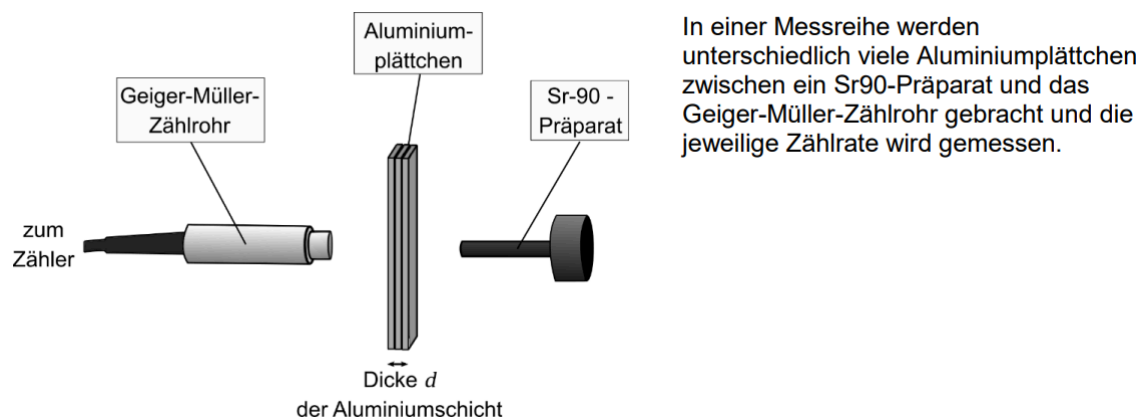 Aluminium-
plättchen
Geiger-Müller-
Zählrohr
Sr-90 -
Präparat
zum
Zähler
Dicke d
der Aluminiumschicht
In einer Messreihe werden
unterschiedlich viele Aluminiumplättchen
zwischen ein Sr90-Präparat und das
Geiger-Müller-Zählrohr gebracht und die
jeweilige Zählrate wird gemessen.